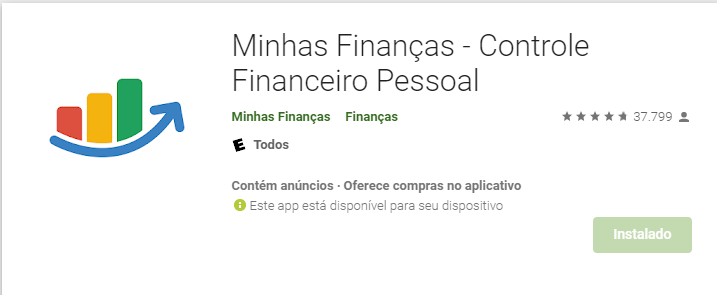 Minhas Finanças - Controle
Financeiro Pessoal
Minhas Finanças Finanças 37.799
E Todos
Contém anúncios · Oferece compras no aplicativo
Este app está disponível para seu dispositivo
Instalado